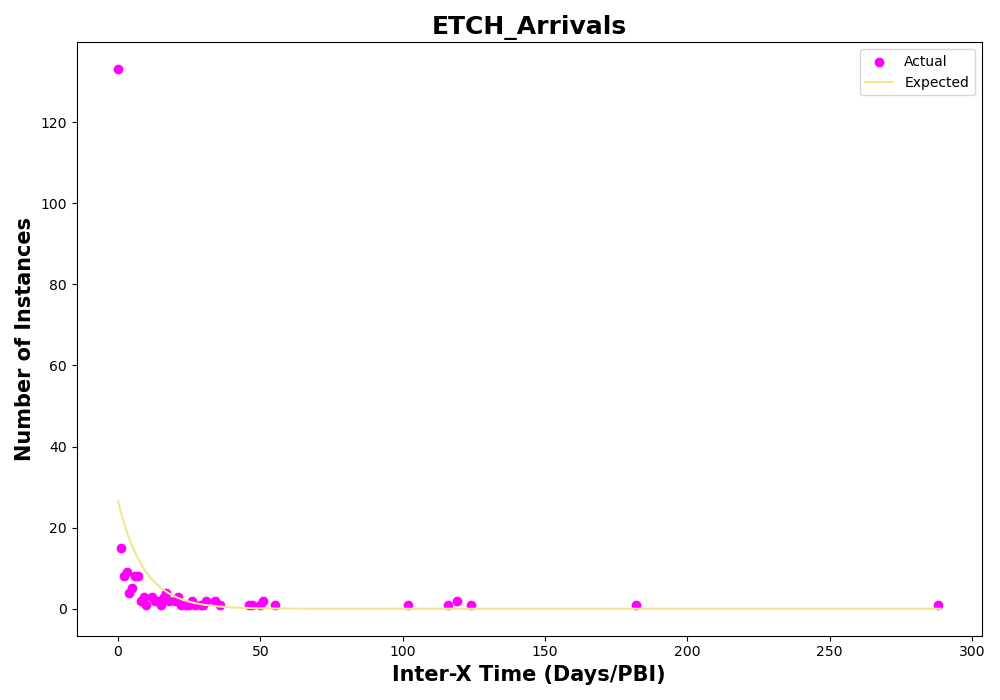 ETCH_Arrivals
Actual
Expected
120
100
80
60
40
20
0
Number of Instances
0 50 100 150 200 250 300
Inter-X Time (Days/PBI)